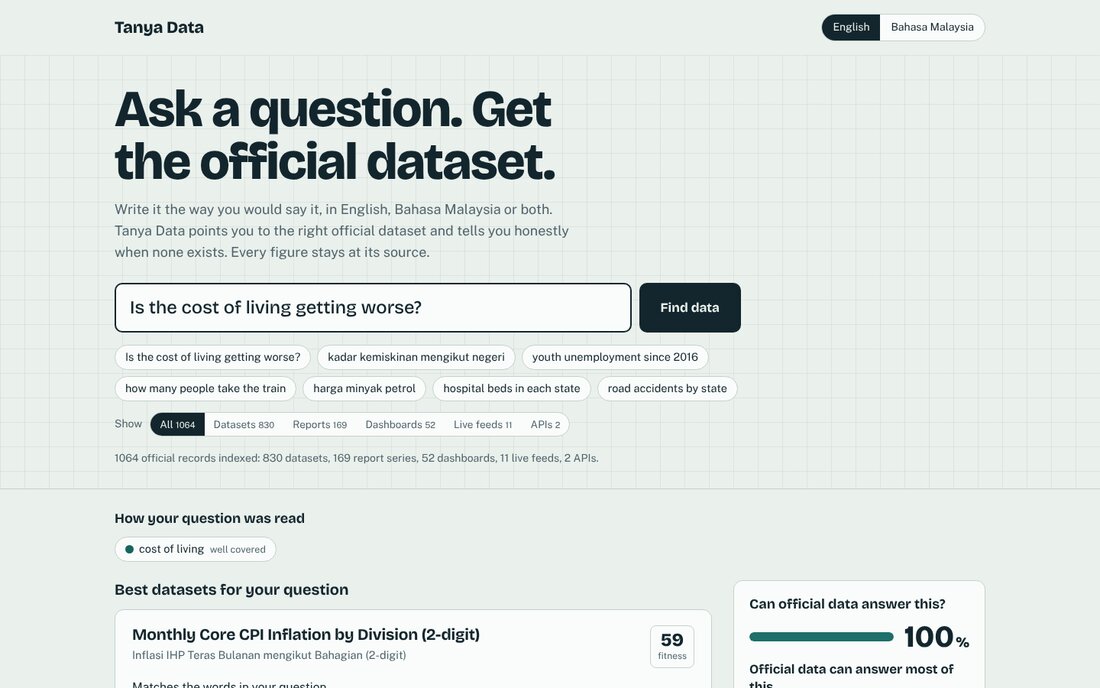 Tanya Data
English
Bahasa Malaysia
Ask a question. Get
the official dataset.
Write it the way you would say it, in English, Bahasa Malaysia or both.
Tanya Data points you to the right official dataset and tells you honestly
when none exists. Every figure stays at its source.
Is the cost of living getting worse?
Find data
Is the cost of living getting worse?
kadar kemiskinan mengikut negeri
youth unemployment since 2016
how many people take the train
harga minyak petrol
hospital beds in each state
road accidents by state
Show
All 1064
Datasets 830
Reports 169
Dashboards 52
Live feeds 11
APIs 2
1064 official records indexed: 830 datasets, 169 report series, 52 dashboards, 11 live feeds, 2 APIs.
How your question was read
cost of living well covered
Best datasets for your question
Monthly Core CPI Inflation by Division (2-digit)
Inflasi IHP Teras Bulanan mengikut Bahagian (2-digit)
59
fitness
Matches the words in your question
Can official data answer this?
100%
Official data can answer most of
this